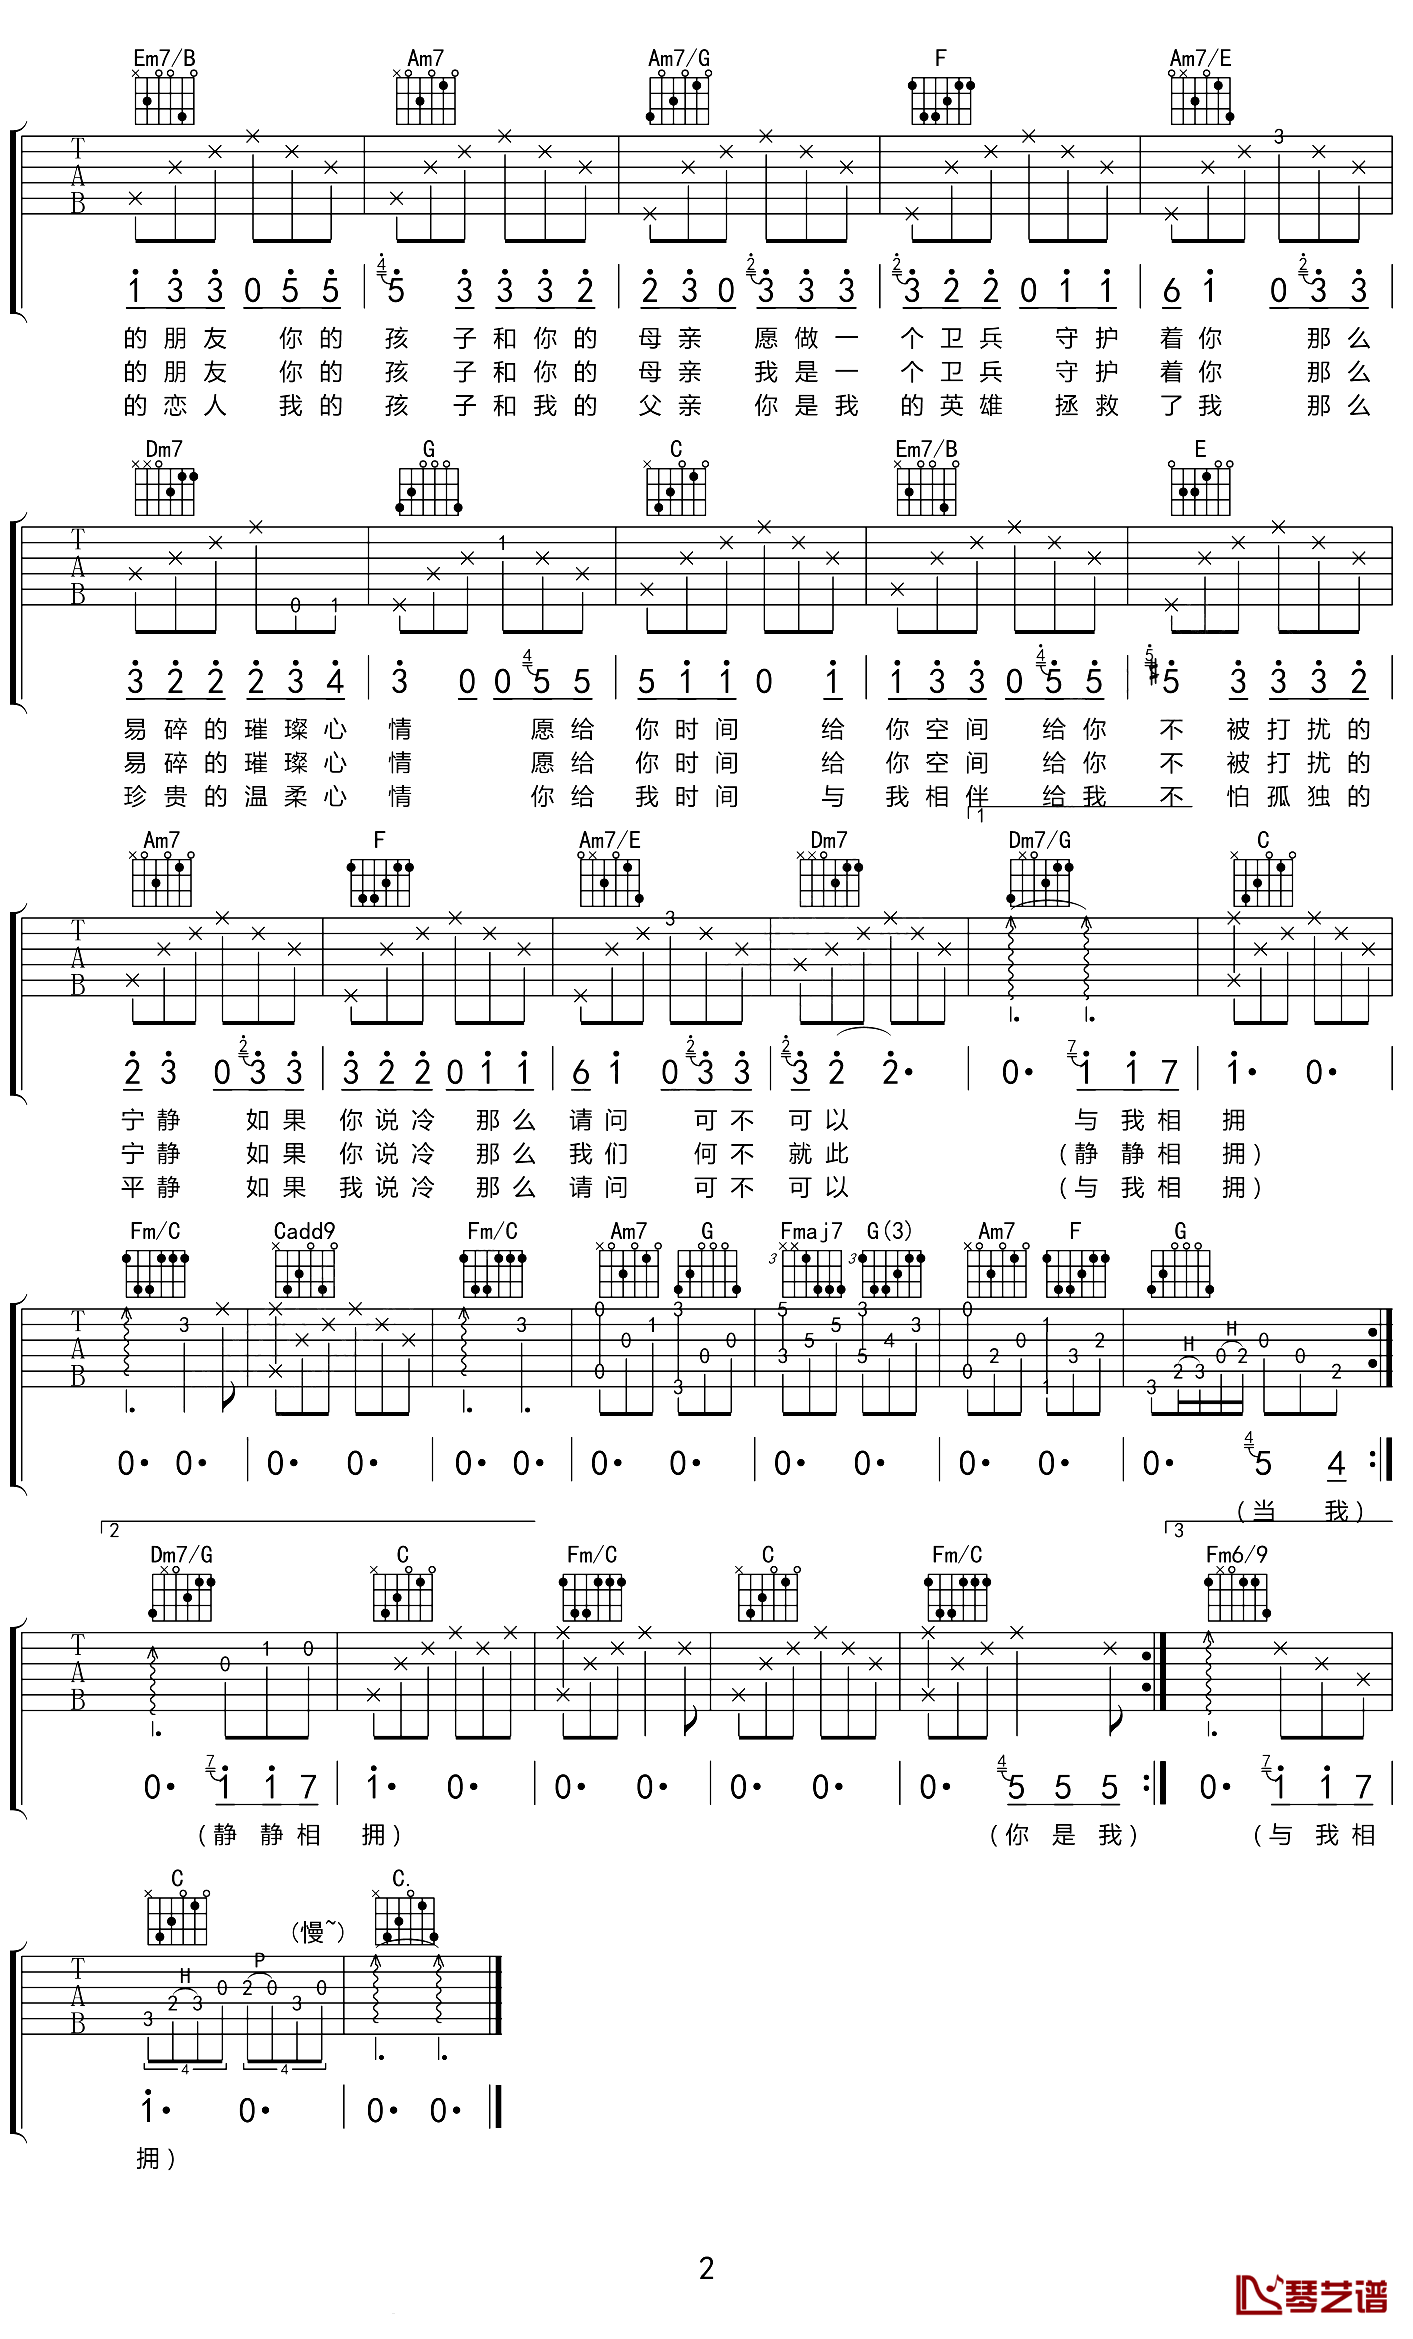 Em7/B Am7 Am7/G F Am7/E
3
1 3 3 0 5 5 4 5 3 3 3 2 2 3 0 2 3 3 3 2 3 2 2 0 1 1 6 1 0 2 3 3
的朋友 你的 孩 子和你的 母亲 愿做一 个卫兵 守护 着你 那么
的朋友 你的 孩 子和你的 母亲 我是一 个卫兵 守护 着你 那么
的恋人 我的 孩 子和我的 父亲 你是我 的英雄 拯救 了我 那么
Dm7 G C Em7/B E
0 1 1
3 2 2 2 3 4 3 0 0 4 5 5 5 1 1 0 1 1 3 3 0 4 5 5 5 #5 3 3 3 2
易碎的璀璨心 情 愿给 你时间 给 你空间 给你 不 被打扰的
易碎的璀璨心 情 愿给 你时间 给 你空间 给你 不 被打扰的
珍贵的温柔心 情 你给 我时间 与 我相伴 给我 不 怕孤独的
1
Am7 F Am7/E Dm7 Dm7/G C
3
2 3 0 2 3 3 3 2 2 0 1 1 6 1 0 2 3 3 2 3 2 2· 0· 7 1 1 7 1· 0·
宁静 如果 你说冷 那么 请问 可不 可以 与我相 拥
宁静 如果 你说冷 那么 我们 何不 就此 (静静相 拥)
平静 如果 我说冷 那么 请问 可不 可以 (与我相 拥)
Fm/C Cadd9 Fm/C Am7 G Fmaj7 G(3) Am7 F G
3 3 0 0 0 1 3 3 0 0 3 5 3 5 5 3 3 5 4 3 0 0 2 0 1 1 3 2 3 2 H 3 0 H 2 0 0 2
0· 0· 0· 0· 0· 0· 0· 0· 0· 0· 0· 0· 0· 4 5 4
(当 我)
2 3
Dm7/G C Fm/C C Fm/C Fm6/9
0 1 0
0· 7 1 1 7 1· 0· 0· 0· 0· 0· 0· 4 5 5 5 0· 7 1 1 7
(静静相 拥) (你是我) (与我相
C (慢~) C.
3 2 H 3 0 2 P 0 3 0
4 4
1· 0· 0· 0·
拥)
2
琴艺谱